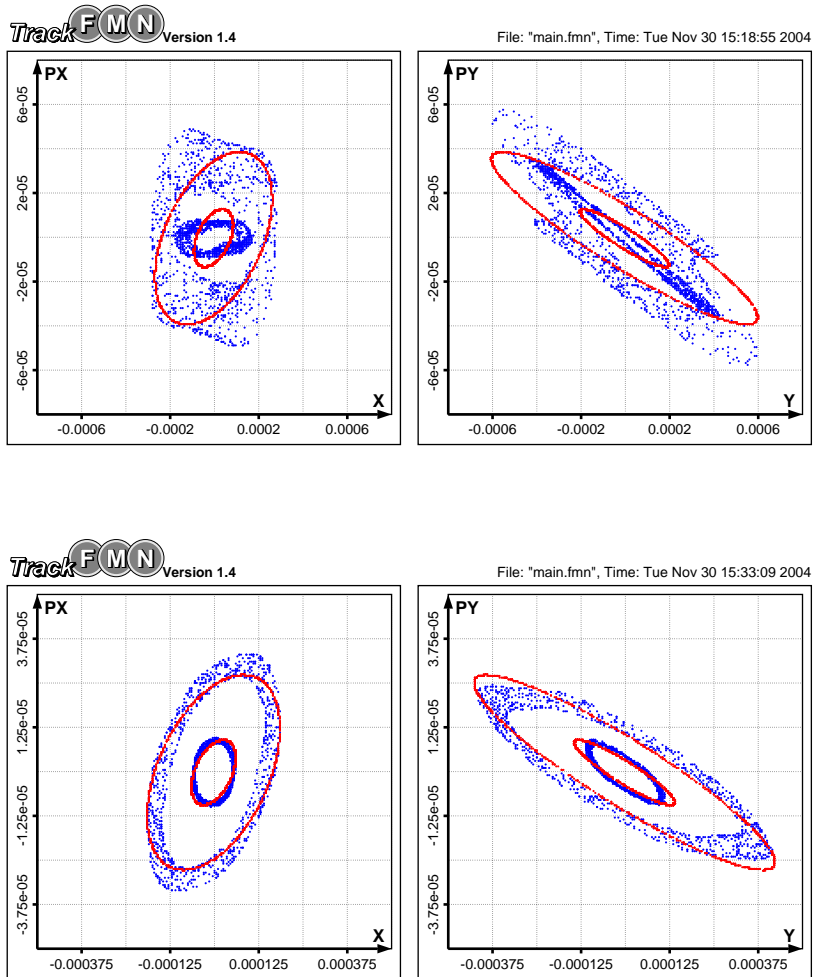 Track FMN Version 1.4 File: "main.fmn", Time: Tue Nov 30 15:18:55 2004
PX
6e-05
2e-05
-2e-05
-6e-05
X
-0.0006 -0.0002 0.0002 0.0006
PY
6e-05
2e-05
-2e-05
-6e-05
Y
-0.0006 -0.0002 0.0002 0.0006
Track FMN Version 1.4 File: "main.fmn", Time: Tue Nov 30 15:33:09 2004
PX
3.75e-05
1.25e-05
-1.25e-05
-3.75e-05
X
-0.000375 -0.000125 0.000125 0.000375
PY
3.75e-05
1.25e-05
-1.25e-05
-3.75e-05
Y
-0.000375 -0.000125 0.000125 0.000375